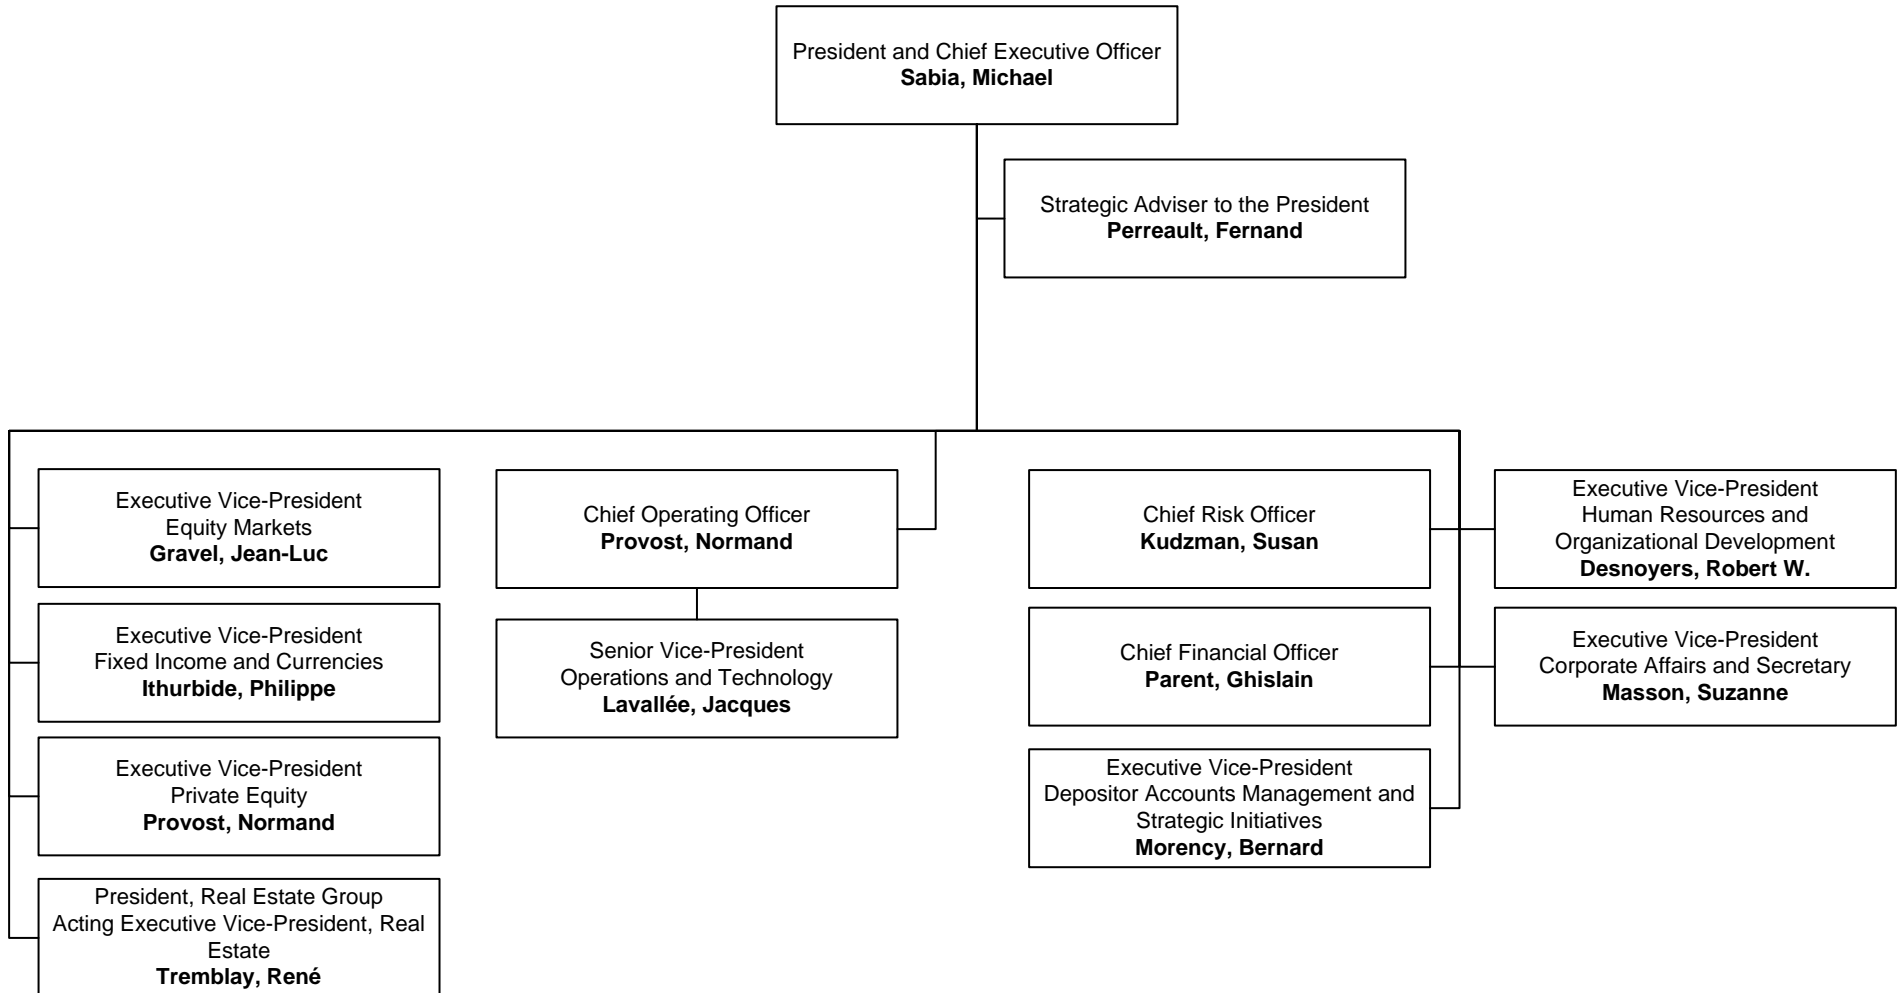 President and Chief Executive Officer
Sabia, Michael
Strategic Adviser to the President
Perreault, Fernand
Executive Vice-President
Equity Markets
Gravel, Jean-Luc
Executive Vice-President
Fixed Income and Currencies
Ithurbide, Philippe
Executive Vice-President
Private Equity
Provost, Normand
President, Real Estate Group
Acting Executive Vice-President, Real
Estate
Tremblay, René
Chief Operating Officer
Provost, Normand
Senior Vice-President
Operations and Technology
Lavallée, Jacques
Chief Risk Officer
Kudzman, Susan
Chief Financial Officer
Parent, Ghislain
Executive Vice-President
Depositor Accounts Management and
Strategic Initiatives
Morency, Bernard
Executive Vice-President
Human Resources and
Organizational Development
Desnoyers, Robert W.
Executive Vice-President
Corporate Affairs and Secretary
Masson, Suzanne